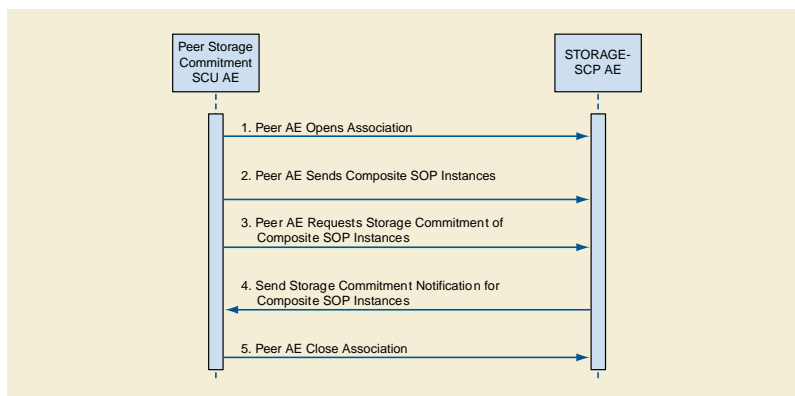 Peer Storage
Commitment
SCU AE
STORAGE-
SCP AE
1. Peer AE Opens Association
2. Peer AE Sends Composite SOP Instances
3. Peer AE Requests Storage Commitment of
Composite SOP Instances
4. Send Storage Commitment Notification for
Composite SOP Instances
5. Peer AE Close Association